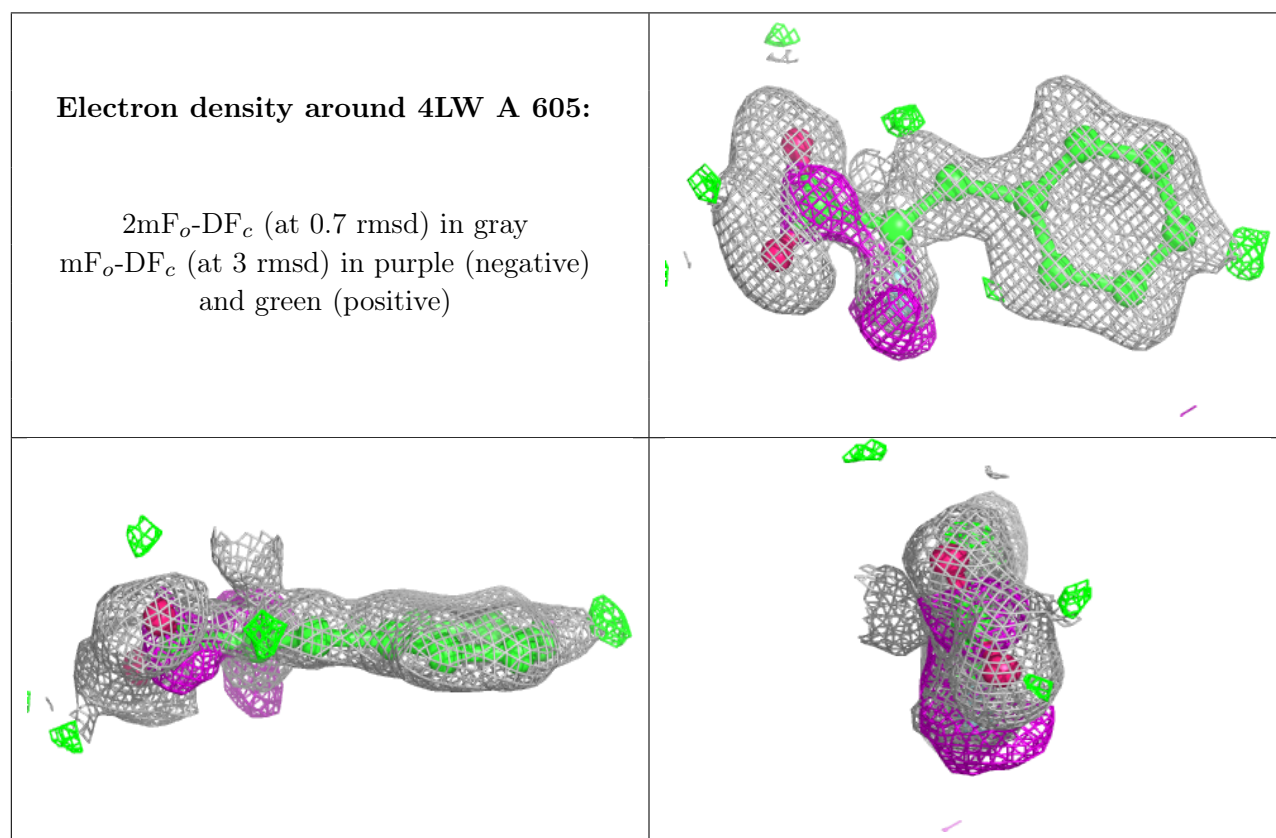 Electron density around 4LW A 605:
2mFo-DFc (at 0.7 rmsd) in gray
mFo-DFc (at 3 rmsd) in purple (negative)
and green (positive)